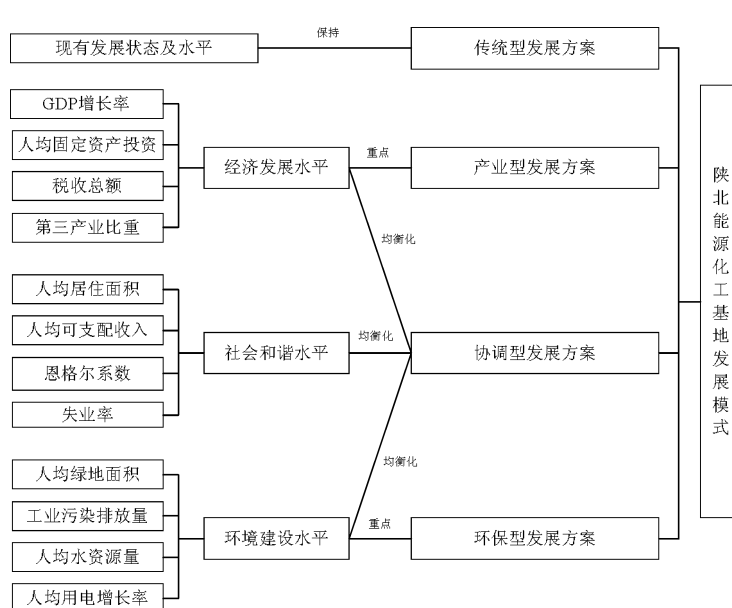 现有发展状态及水平
保持
传统型发展方案
GDP增长率
人均固定资产投资
税收总额
第三产业比重
经济发展水平
重点
产业型发展方案
均衡化
人均居住面积
人均可支配收入
恩格尔系数
失业率
社会和谐水平
均衡化
协调型发展方案
均衡化
人均绿地面积
工业污染排放量
人均水资源量
人均用电增长率
环境建设水平
重点
环保型发展方案
陕北能源化工基地发展模式